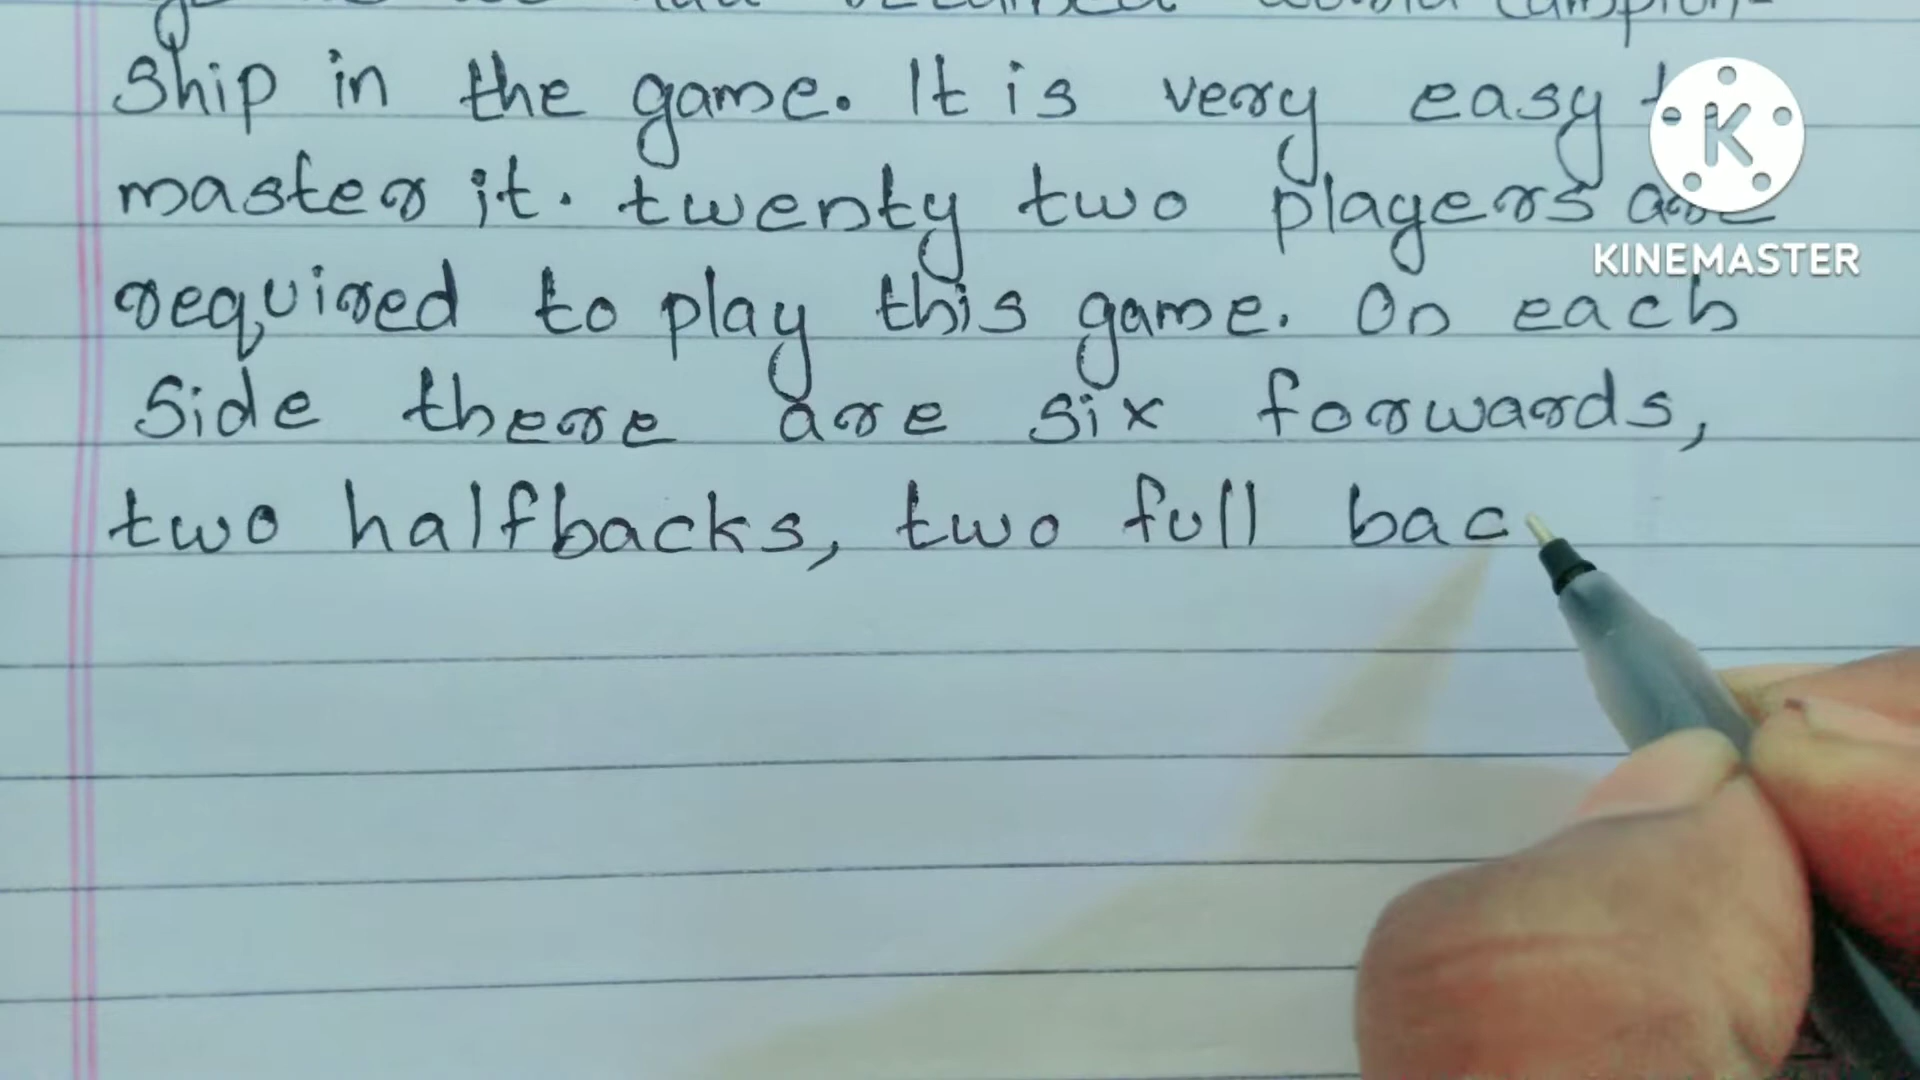 ship in the game. It is very easy
master it. twenty two players are
required to play this game. On each
side there are six forwards,
two halfbacks, two full bac
K
KINEMASTER